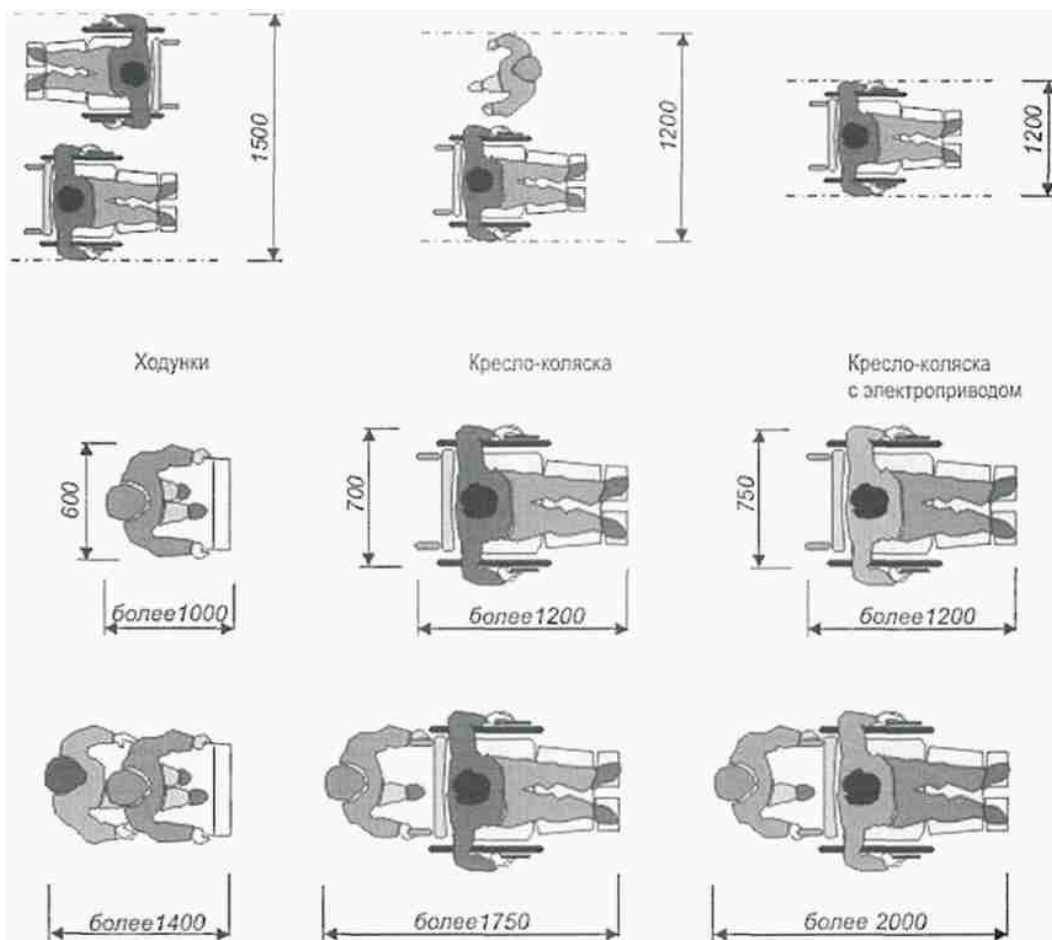 1500
1200
1200
Ходунки
Кресло-коляска
Кресло-коляска
с электроприводом
600
700
750
более1000
более1200
более1200
более1400
более1750
более 2000